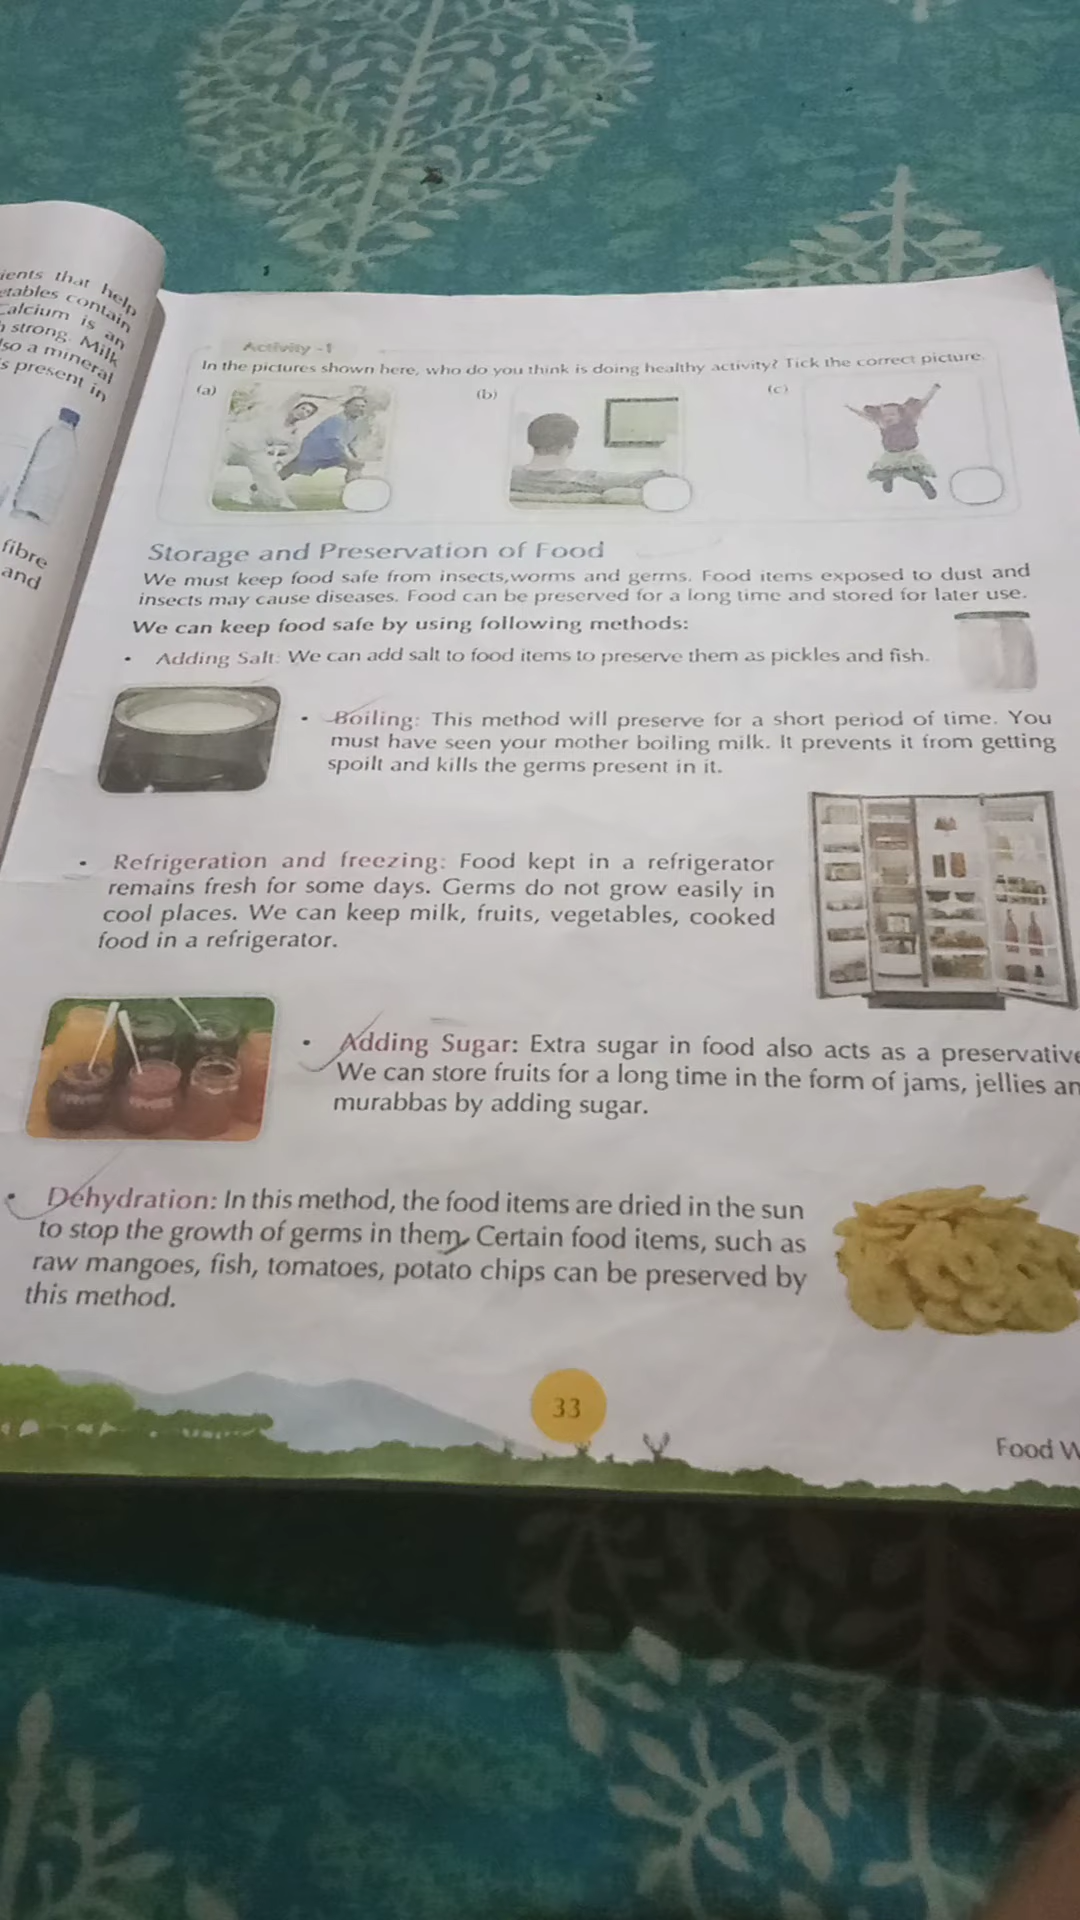 ients that help
etables contain
Calcium is an
strong. Milk
so a mineral
s present in
fibre
and
Activity -1
In the pictures shown here, who do you think is doing healthy activity? Tick the correct picture.
(a) (b) (c)
Storage and Preservation of Food
We must keep food safe from insects,worms and germs. Food items exposed to dust and
insects may cause diseases. Food can be preserved for a long time and stored for later use.
We can keep food safe by using following methods:
• Adding Salt: We can add salt to food items to preserve them as pickles and fish.
• Boiling: This method will preserve for a short period of time. You
must have seen your mother boiling milk. It prevents it from getting
spoilt and kills the germs present in it.
• Refrigeration and freezing: Food kept in a refrigerator
remains fresh for some days. Germs do not grow easily in
cool places. We can keep milk, fruits, vegetables, cooked
food in a refrigerator.
• Adding Sugar: Extra sugar in food also acts as a preservative
We can store fruits for a long time in the form of jams, jellies an
murabbas by adding sugar.
• Dehydration: In this method, the food items are dried in the sun
to stop the growth of germs in them. Certain food items, such as
raw mangoes, fish, tomatoes, potato chips can be preserved by
this method.
33
Food W